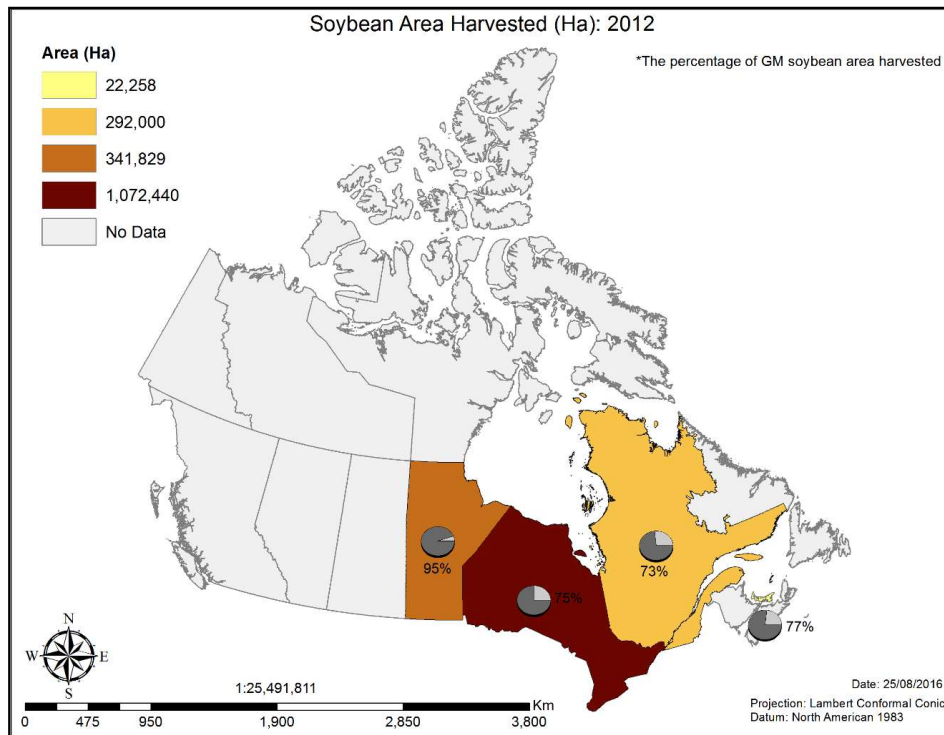 Soybean Area Harvested (Ha): 2012
Area (Ha)
*The percentage of GM soybean area harvested
22,258
292,000
341,829
1,072,440
No Data
95%
75%
73%
77%
N
W E
S
1:25,491,811
Km
0 475 950 1,900 2,850 3,800
Date: 25/08/2016
Projection: Lambert Conformal Conic
Datum: North American 1983